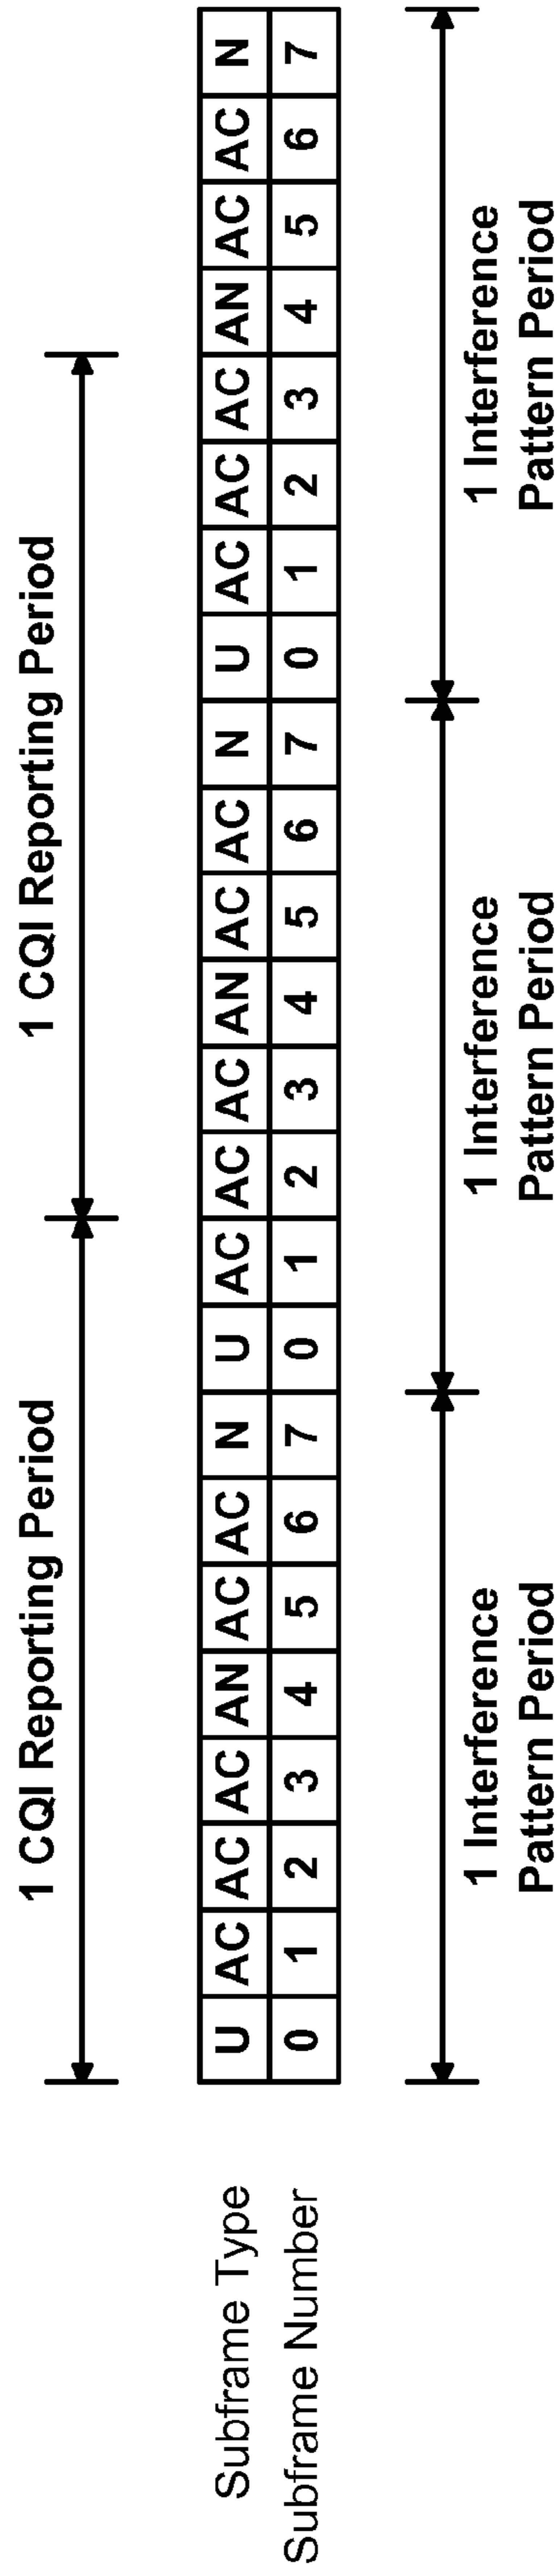 1 CQI Reporting Period 1 CQI Reporting Period
Subframe Type U AC AC AC AN AC AC N U AC AC AC AN AC AC N U AC AC AC AN AC AC N
Subframe Number 0 1 2 3 4 5 6 7 0 1 2 3 4 5 6 7 0 1 2 3 4 5 6 7
1 Interference 1 Interference 1 Interference
Pattern Period Pattern Period Pattern Period